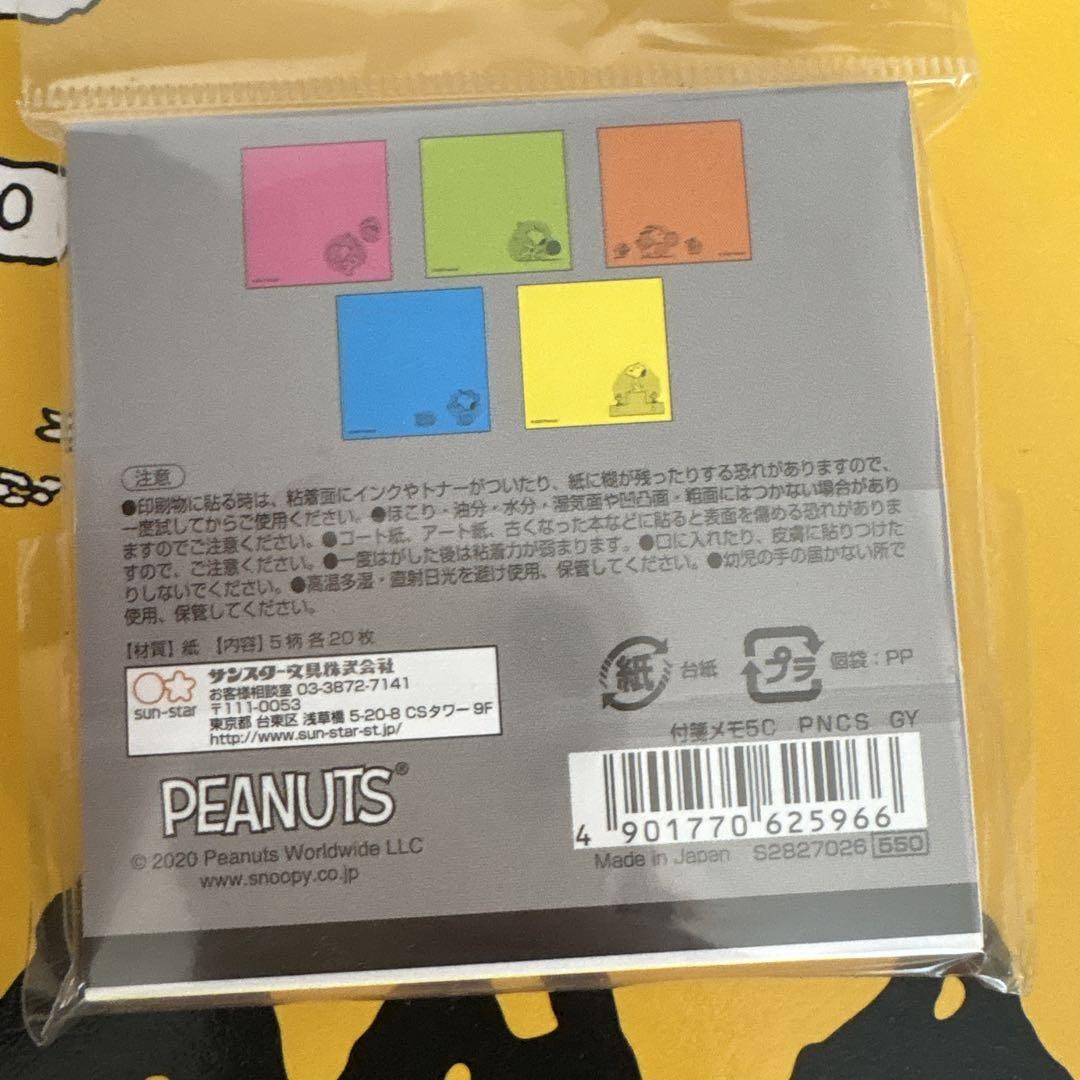 O
注意
●印刷物に貼る時は、粘着面にインクやトナーがついたり、紙に糊が残ったりする恐れがありますので、
一度試してからご使用ください。●ほこり・油分・水分・湿気面や凹凸面・粗面にはつかない場合があり
ますのでご注意ください。●コート紙、アート紙、古くなった本などに貼ると表面を傷める恐れがありま
すので、ご注意ください。●一度はがした後は粘着力が弱まります。●口に入れたり、皮膚に貼りつけた
りしないでください。●高温多湿・直射日光を避け使用、保管してください。●幼児の手の届かない所で
使用、保管してください。
【材質】紙 【内容】5柄 各20枚
sun-star
サンスター文具株式会社
お客様相談室 03-3872-7141
〒111-0053
東京都 台東区 浅草橋 5-20-8 CSタワー 9F
http://www.sun-star-st.jp/
紙 台紙 プラ 個袋：PP
付箋メモ5C PNCS GY
4 901770 625966
Made in Japan S2827026 550
PEANUTS®
© 2020 Peanuts Worldwide LLC
www.snoopy.co.jp